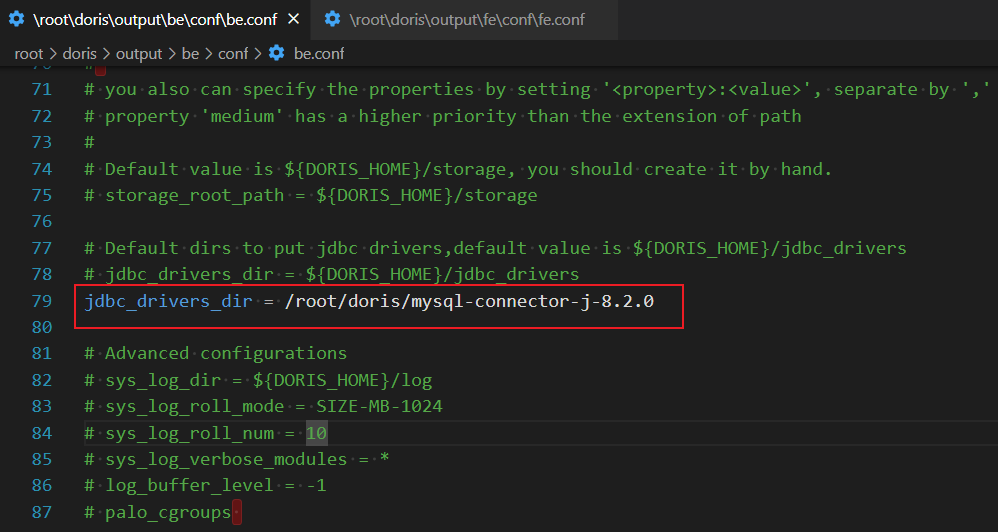 \root\doris\output\be\conf\be.conf × \root\doris\output\fe\conf\fe.conf
root > doris > output > be > conf > be.conf
70 #
71 # you also can specify the properties by setting '<property>:<value>', separate by ','
72 # property 'medium' has a higher priority than the extension of path
73 #
74 # Default value is ${DORIS_HOME}/storage, you should create it by hand.
75 # storage_root_path = ${DORIS_HOME}/storage
76
77 # Default dirs to put jdbc drivers,default value is ${DORIS_HOME}/jdbc_drivers
78 # jdbc_drivers_dir = ${DORIS_HOME}/jdbc_drivers
79 jdbc_drivers_dir = /root/doris/mysql-connector-j-8.2.0
80
81 # Advanced configurations
82 # sys_log_dir = ${DORIS_HOME}/log
83 # sys_log_roll_mode = SIZE-MB-1024
84 # sys_log_roll_num = 10
85 # sys_log_verbose_modules = *
86 # log_buffer_level = -1
87 # palo_cgroups